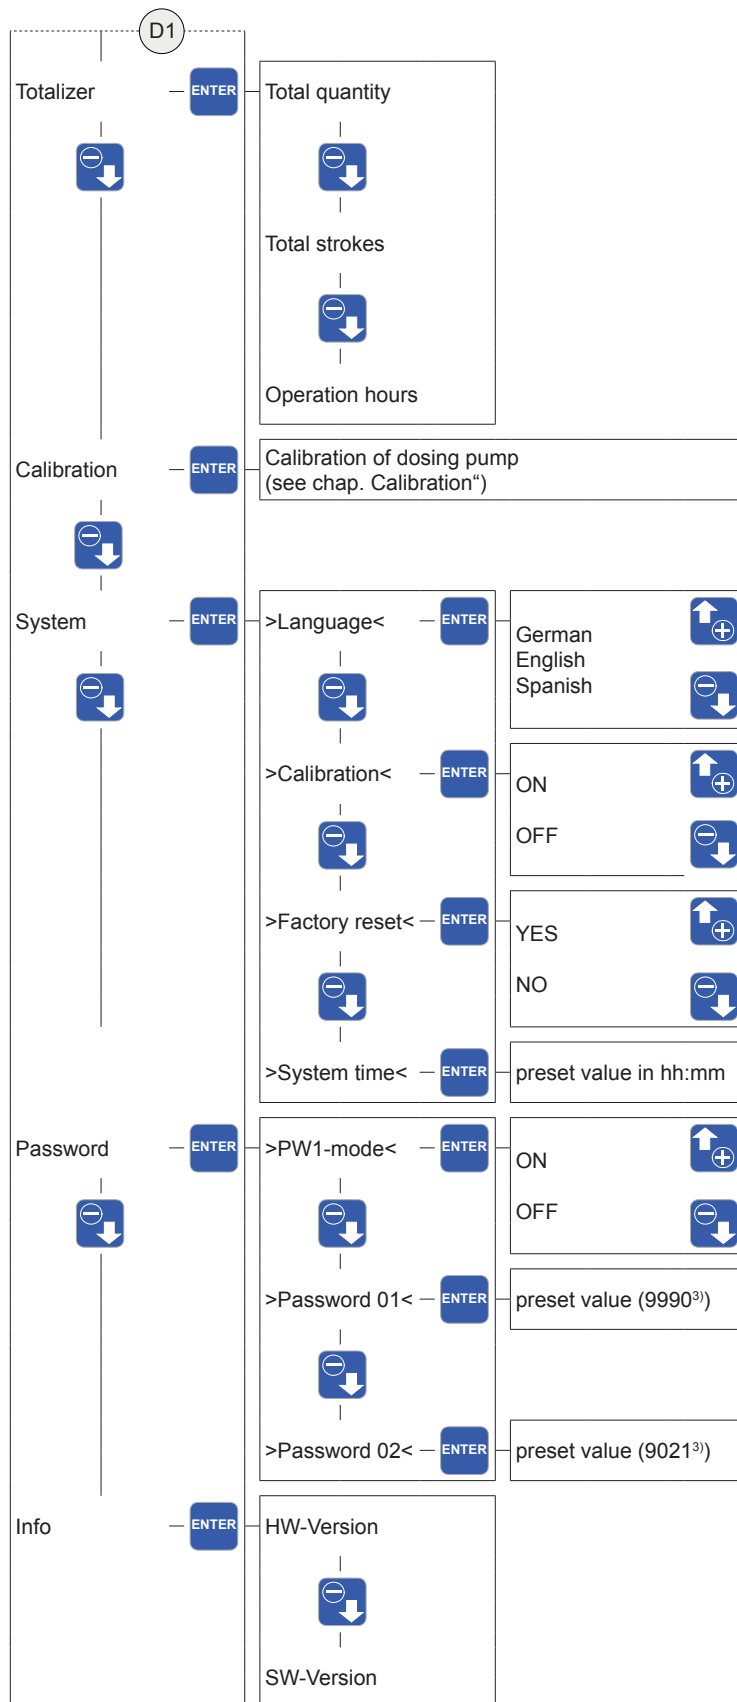 D1
Totalizer ENTER Total quantity
Total strokes
Operation hours
Calibration ENTER Calibration of dosing pump
(see chap. Calibration“)
System ENTER >Language< ENTER German
English
Spanish
>Calibration< ENTER ON
OFF
>Factory reset< ENTER YES
NO
>System time< ENTER preset value in hh:mm
Password ENTER >PW1-mode< ENTER ON
OFF
>Password 01< ENTER preset value (9990³⁾)
>Password 02< ENTER preset value (9021³⁾)
Info ENTER HW-Version
SW-Version